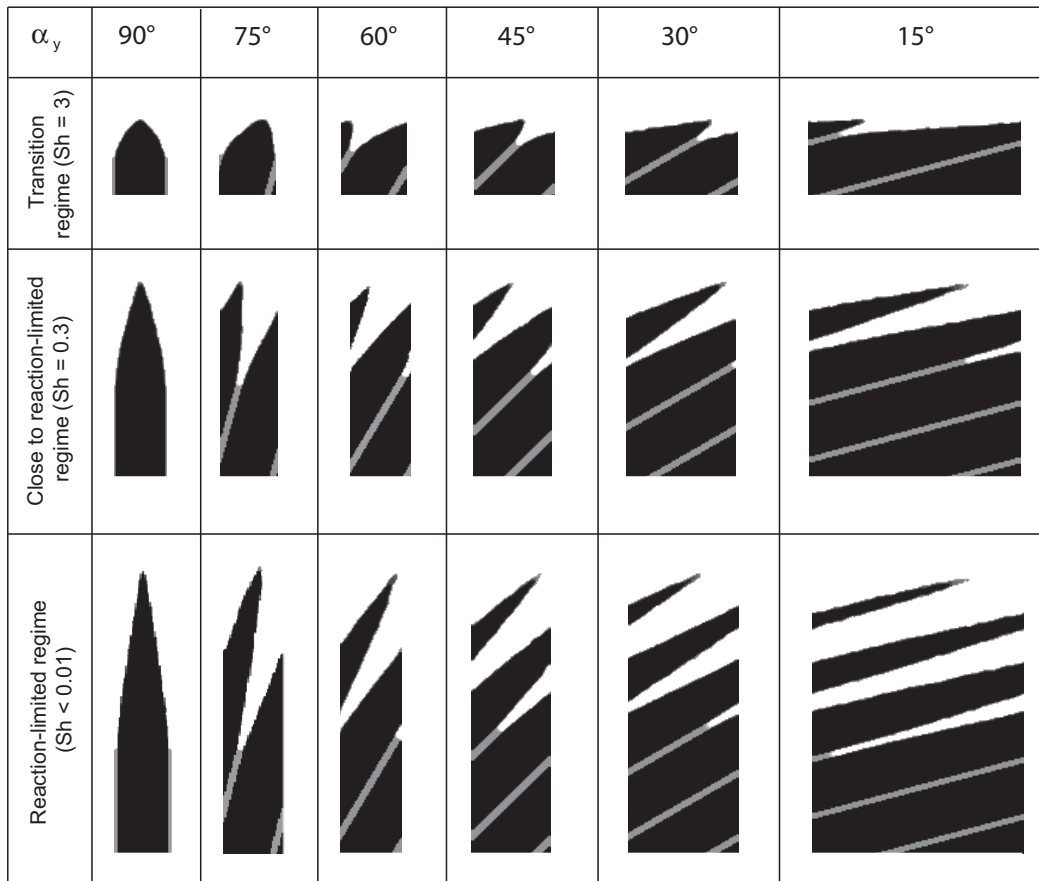 αy 90° 75° 60° 45° 30° 15°
Transition
regime (Sh = 3)
Close to reaction-limited
regime (Sh = 0.3)
Reaction-limited regime
(Sh < 0.01)